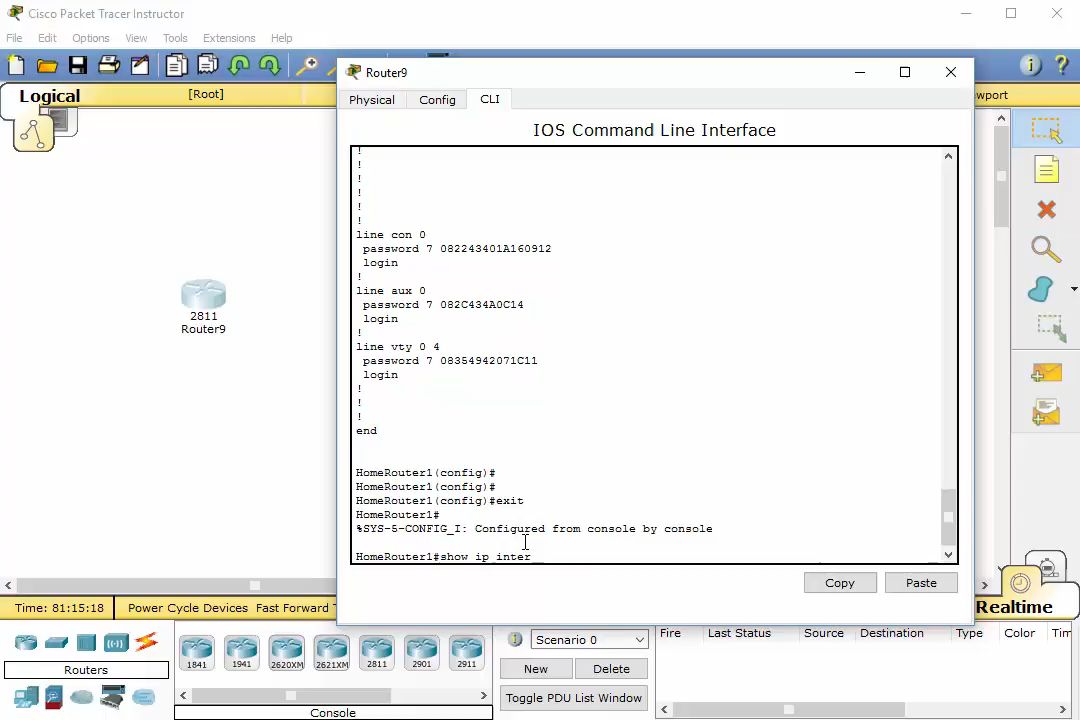 Cisco Packet Tracer Instructor
File Edit Options View Tools Extensions Help
Logical
[Root]
wport
Router9
Physical Config CLI
IOS Command Line Interface
!
!
!
!
!
!
line con 0
password 7 082243401A160912
login
!
line aux 0
password 7 082C434A0C14
login
!
line vty 0 4
password 7 08354942071C11
login
!
!
!
end
HomeRouter1(config)#
HomeRouter1(config)#
HomeRouter1(config)#exit
HomeRouter1#
%SYS-5-CONFIG_I: Configured from console by console
HomeRouter1#show ip inter
Copy Paste
2811
Router9
Time: 81:15:18 Power Cycle Devices Fast Forward T
Realtime
Routers
1841 1941 2620XM 2621XM 2811 2901 2911
Console
Scenario 0
New Delete
Toggle PDU List Window
Fire Last Status Source Destination Type Color Tim